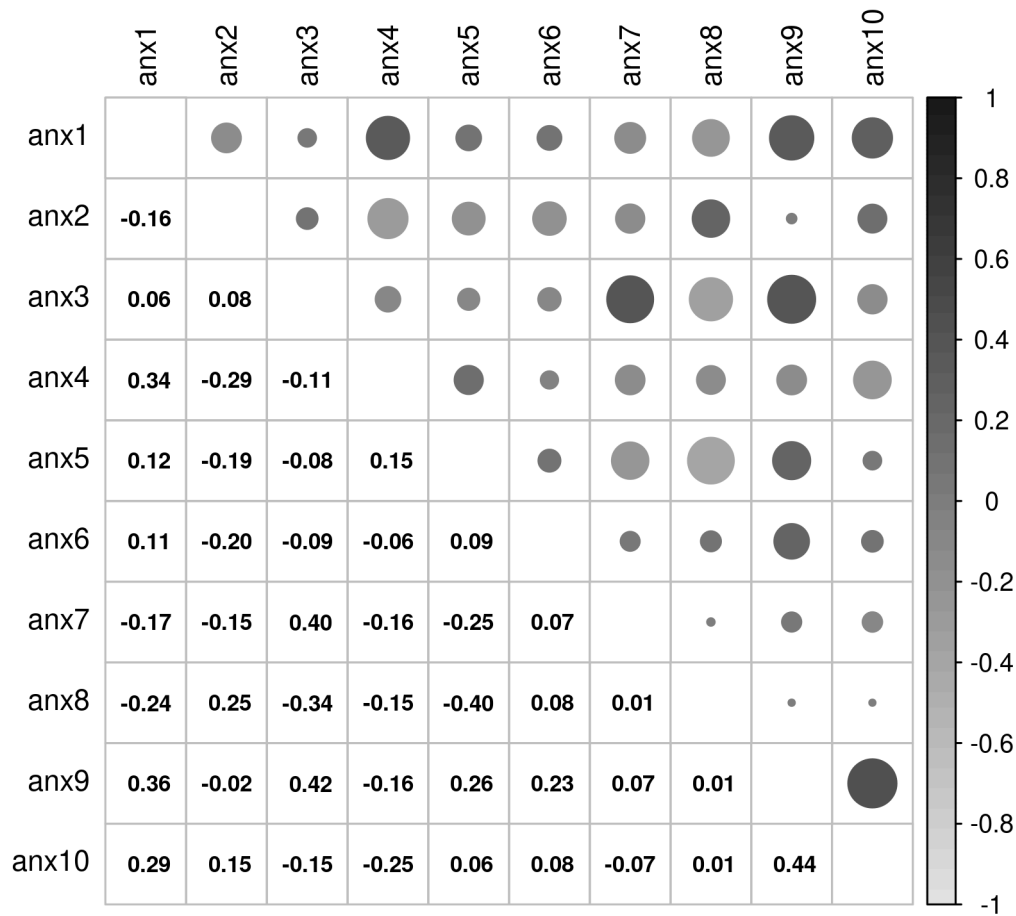 anx1 anx2 anx3 anx4 anx5 anx6 anx7 anx8 anx9 anx10
anx1
anx2 -0.16
anx3 0.06 0.08
anx4 0.34 -0.29 -0.11
anx5 0.12 -0.19 -0.08 0.15
anx6 0.11 -0.20 -0.09 -0.06 0.09
anx7 -0.17 -0.15 0.40 -0.16 -0.25 0.07
anx8 -0.24 0.25 -0.34 -0.15 -0.40 0.08 0.01
anx9 0.36 -0.02 0.42 -0.16 0.26 0.23 0.07 0.01
anx10 0.29 0.15 -0.15 -0.25 0.06 0.08 -0.07 0.01 0.44
1
0.8
0.6
0.4
0.2
0
-0.2
-0.4
-0.6
-0.8
-1